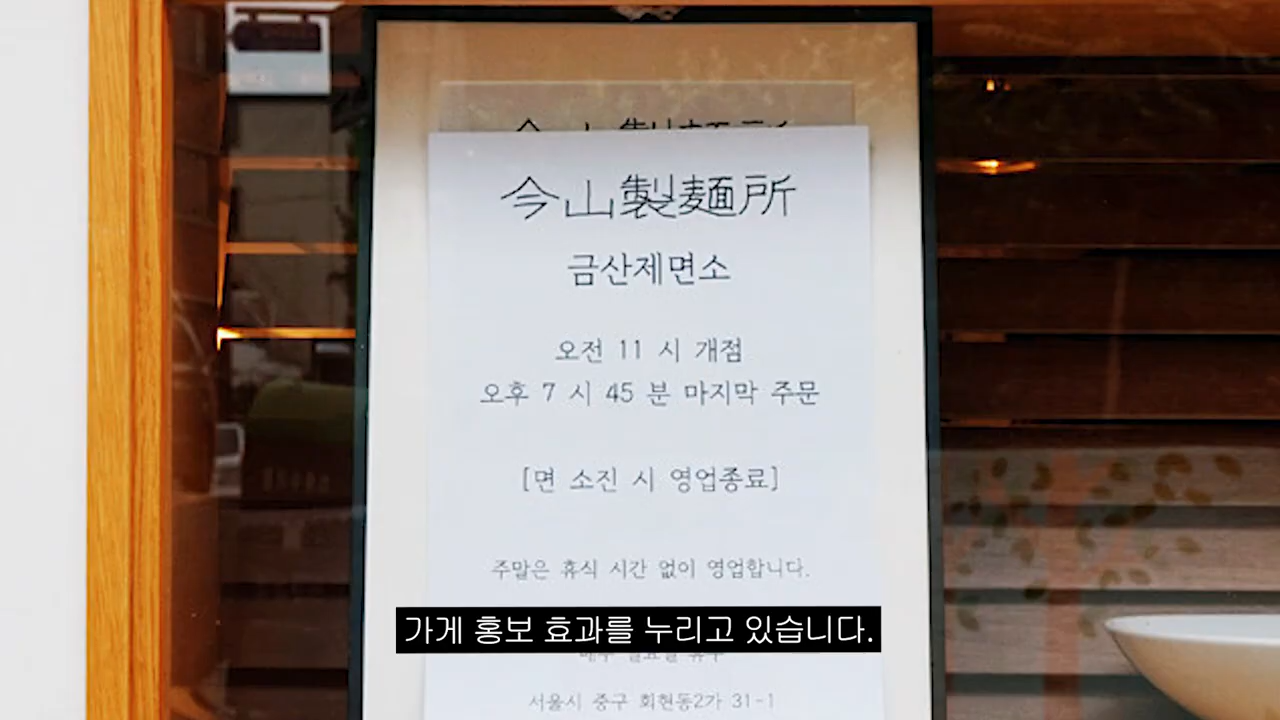 今山製麺所
금산제면소
오전 11 시 개점
오후 7 시 45 분 마지막 주문
[면 소진 시 영업종료]
주말은 휴식 시간 없이 영업합니다.
가게 홍보 효과를 누리고 있습니다.
서울시 중구 회현동2가 31-1